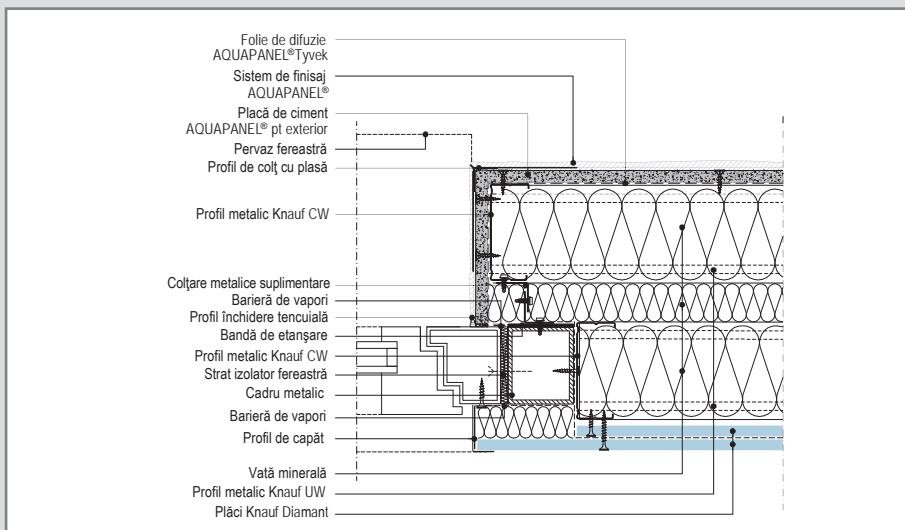 Folie de difuzie
AQUAPANEL®Tyvek
Sistem de finisaj
AQUAPANEL®
Placă de ciment
AQUAPANEL® pt exterior
Pervaz fereastră
Profil de colţ cu plasă
Profil metalic Knauf CW
Colţare metalice suplimentare
Barieră de vapori
Profil închidere tencuială
Bandă de etanşare
Profil metalic Knauf CW
Strat izolator fereastră
Cadru metalic
Barieră de vapori
Profil de capăt
Vată minerală
Profil metalic Knauf UW
Plăci Knauf Diamant